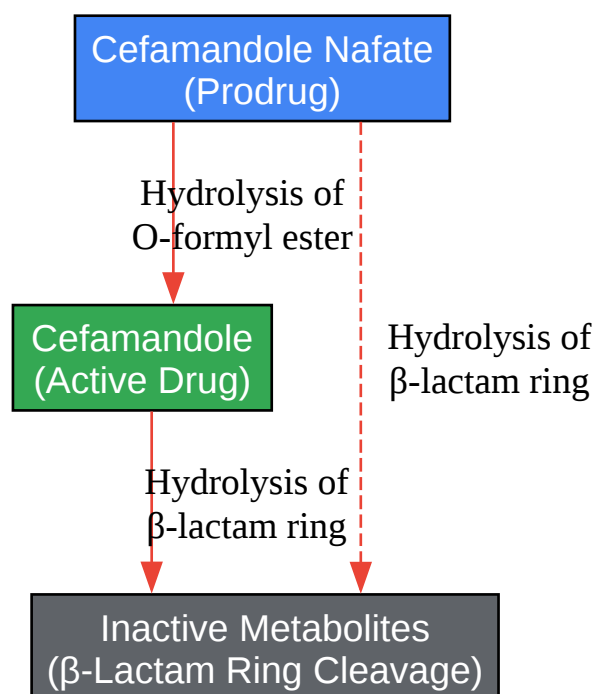 Cefamandole Nafate
(Prodrug)
Hydrolysis of
O-formyl ester
Cefamandole
(Active Drug)
Hydrolysis of
β-lactam ring
Hydrolysis of
β-lactam ring
Inactive Metabolites
(β-Lactam Ring Cleavage)